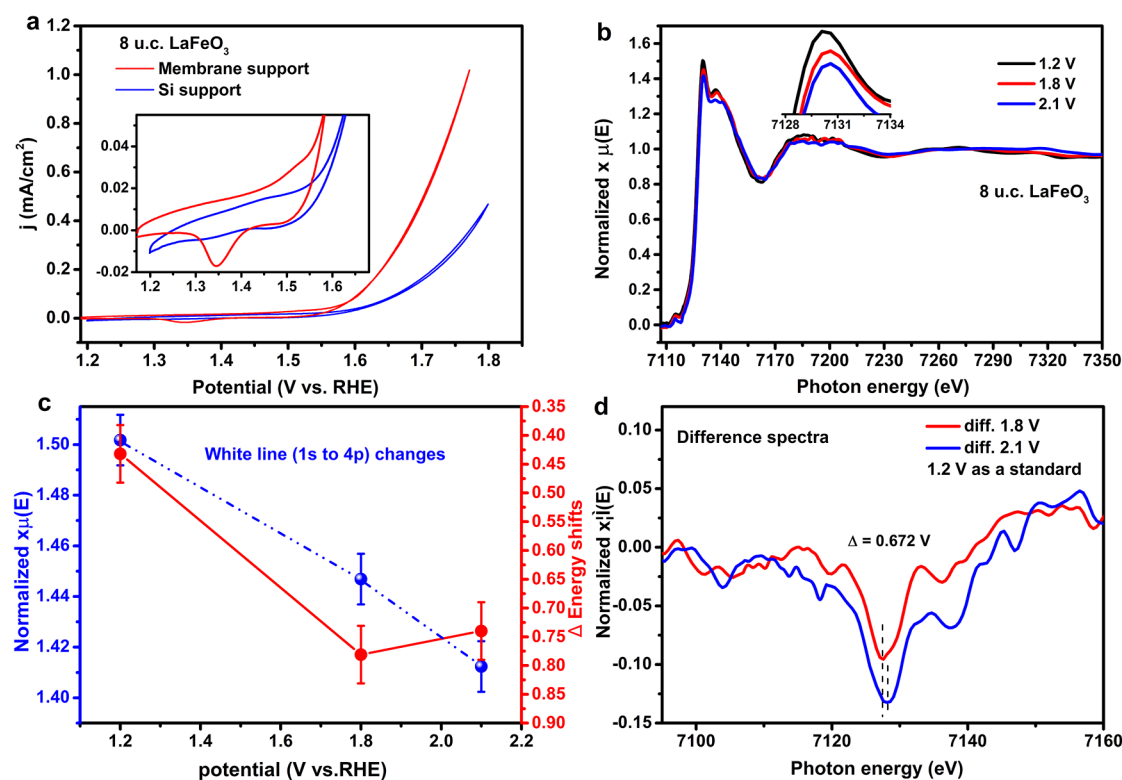 a
8 u.c. LaFeO₃
Membrane support
Si support
j (mA/cm²)
1.2
1.0
0.8
0.6
0.4
0.2
0.0
0.04
0.02
0.00
-0.02
1.2 1.3 1.4 1.5 1.6
1.2 1.3 1.4 1.5 1.6 1.7 1.8
Potential (V vs. RHE)
b
Normalized x μ(E)
1.6
1.4
1.2
1.0
0.8
0.6
0.4
0.2
0.0
7128 7131 7134
1.2 V
1.8 V
2.1 V
8 u.c. LaFeO₃
7110 7140 7170 7200 7230 7260 7290 7320 7350
Photon energy (eV)
c
White line (1s to 4p) changes
Normalized xμ(E)
1.50
1.48
1.46
1.44
1.42
1.40
0.35
0.40
0.45
0.50
0.55
0.60
0.65
0.70
0.75
0.80
0.85
0.90
Δ Energy shifts
1.2 1.4 1.6 1.8 2.0 2.2
potential (V vs.RHE)
d
Difference spectra
diff. 1.8 V
diff. 2.1 V
1.2 V as a standard
Δ = 0.672 V
Normalized x¡Ì(E)
0.10
0.05
0.00
-0.05
-0.10
-0.15
7100 7120 7140 7160
Photon energy (eV)